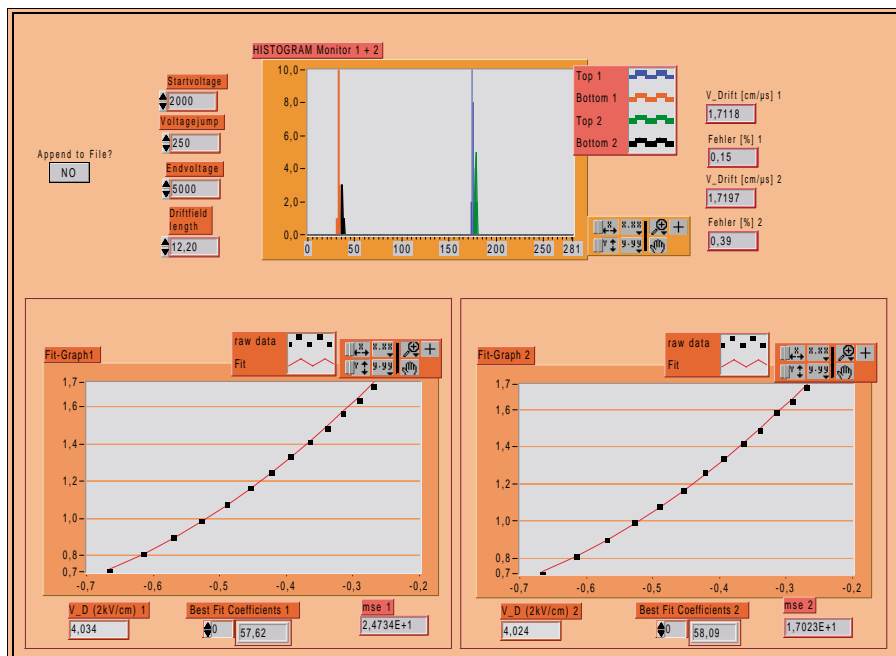 HISTOGRAM Monitor 1 + 2
Append to File?
NO
Startvoltage
2000
Voltagejump
250
Endvoltage
5000
Driftfield
length
12,20
10,0
8,0
6,0
4,0
2,0
0,0
0 50 100 150 200 250 281
Top 1
Bottom 1
Top 2
Bottom 2
x.xx
y.yy
V_Drift [cm/µs] 1
1,7118
Fehler [%] 1
0,15
V_Drift [cm/µs] 2
1,7197
Fehler [%] 2
0,39
Fit-Graph1
raw data
Fit
x.xx
y.yy
1,7
1,6
1,4
1,2
1,0
0,8
0,7
-0,7 -0,6 -0,5 -0,4 -0,3 -0,2
V_D (2kV/cm) 1
4,034
Best Fit Coefficients 1
0
57,62
mse 1
2,4734E+1
Fit-Graph 2
raw data
Fit
x.xx
y.yy
1,7
1,6
1,4
1,2
1,0
0,8
0,7
-0,7 -0,6 -0,5 -0,4 -0,3 -0,2
V_D (2kV/cm) 2
4,024
Best Fit Coefficients 2
0
58,09
mse 2
1,7023E+1